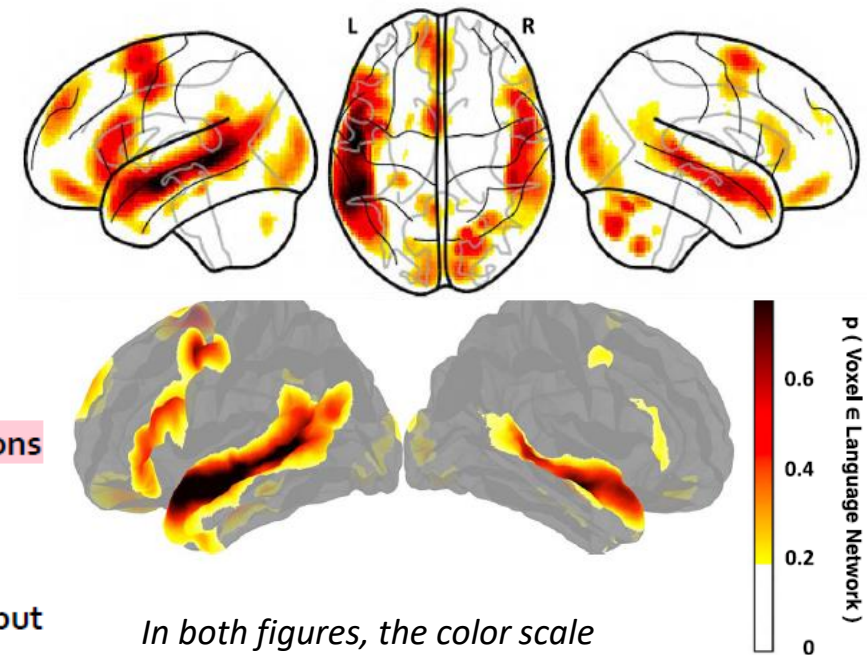 L
R
ons
0.6
0.4
0.2
0
p ( Voxel ∈ Language Network )
out
In both figures, the color scale